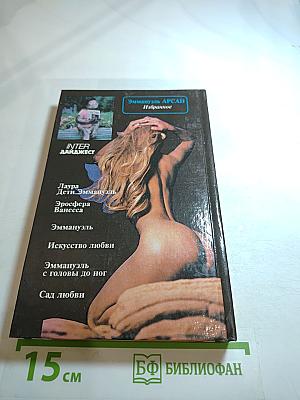 Эммануэль АРСАН
Избранное
INTER
ДАЙДЖЕСТ
Лаура
Дети Эммануэль
Эросфера
Ванесса
Эммануэль
Искусство любви
Эммануэль
с головы до ног
Сад любви
15 см
БФ БИБЛИОФАН